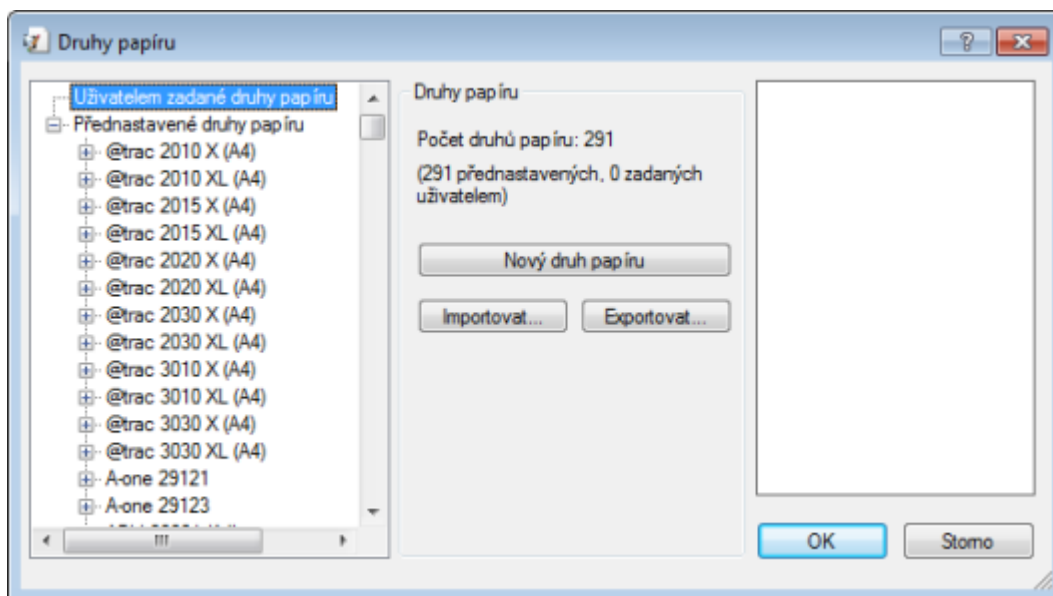 Druhy papíru
Uživatelem zadané druhy papíru
Přednastavené druhy papíru
@trac 2010 X (A4)
@trac 2010 XL (A4)
@trac 2015 X (A4)
@trac 2015 XL (A4)
@trac 2020 X (A4)
@trac 2020 XL (A4)
@trac 2030 X (A4)
@trac 2030 XL (A4)
@trac 3010 X (A4)
@trac 3010 XL (A4)
@trac 3030 X (A4)
@trac 3030 XL (A4)
A-one 29121
A-one 29123
Druhy papíru
Počet druhů papíru: 291
(291 přednastavených, 0 zadaných
uživatelem)
Nový druh papíru
Importovat...
Exportovat...
OK
Storno